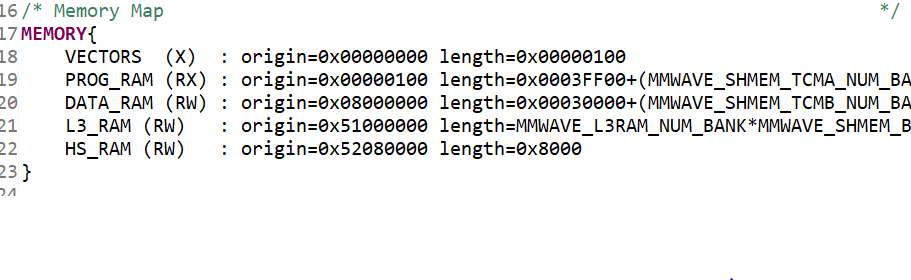 16 /* Memory Map */
17 MEMORY{
18 VECTORS (X) : origin=0x00000000 length=0x00000100
19 PROG_RAM (RX) : origin=0x00000100 length=0x0003FF00+(MMWAVE_SHMEM_TCMA_NUM_BA
20 DATA_RAM (RW) : origin=0x08000000 length=0x00030000+(MMWAVE_SHMEM_TCMB_NUM_BA
21 L3_RAM (RW) : origin=0x51000000 length=MMWAVE_L3RAM_NUM_BANK*MMWAVE_SHMEM_B
22 HS_RAM (RW) : origin=0x52080000 length=0x8000
23 }